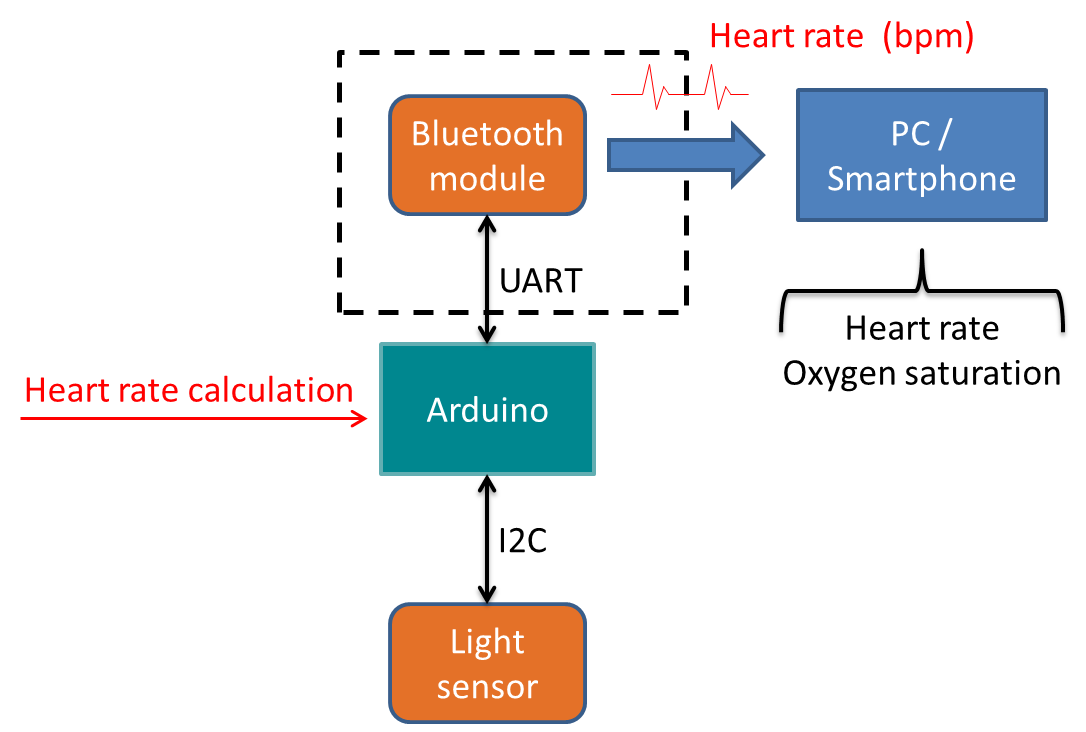 Heart rate (bpm)
Bluetooth
module
PC /
Smartphone
UART
Heart rate
Oxygen saturation
Heart rate calculation
Arduino
I2C
Light
sensor